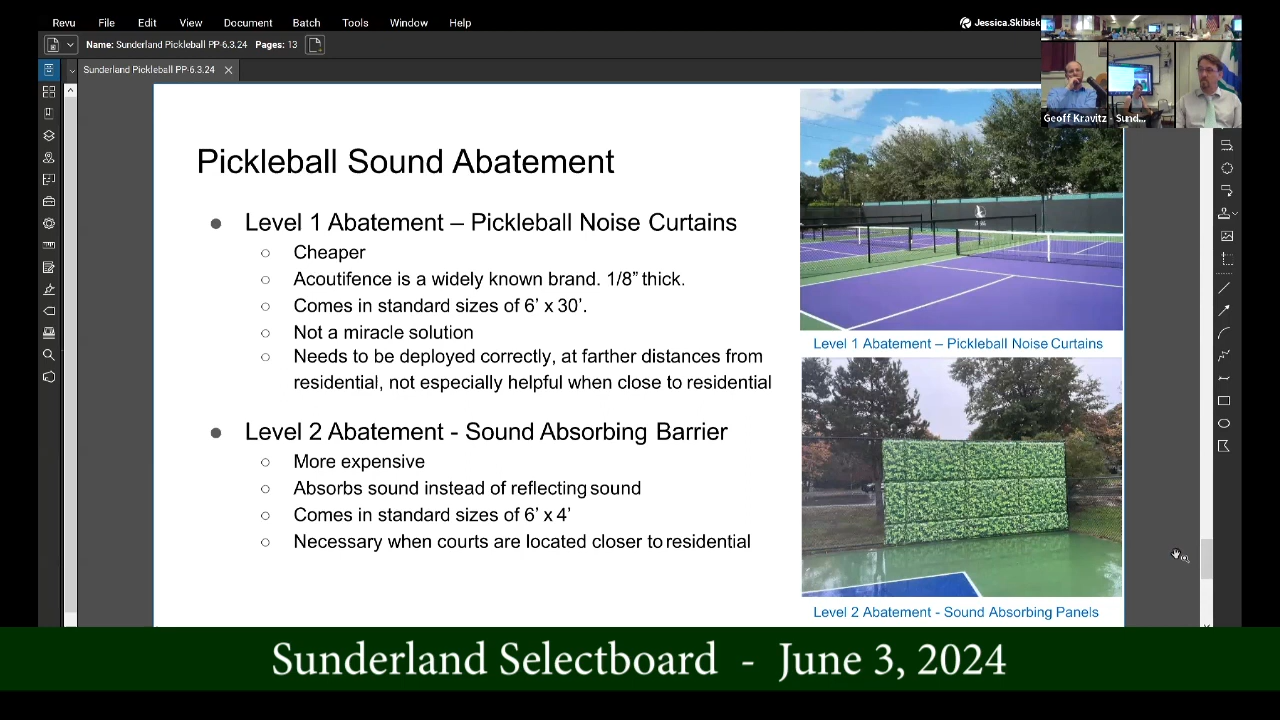 Revu File Edit View Document Batch Tools Window Help Jessica.Skibisk
Name: Sunderland Pickleball PP-6.3.24 Pages: 13
Sunderland Pickleball PP-6.3.24
Geoff Kravitz - Sund...
Pickleball Sound Abatement
● Level 1 Abatement – Pickleball Noise Curtains
○ Cheaper
○ Acoutifence is a widely known brand. 1/8” thick.
○ Comes in standard sizes of 6’ x 30’.
○ Not a miracle solution
○ Needs to be deployed correctly, at farther distances from
residential, not especially helpful when close to residential
● Level 2 Abatement - Sound Absorbing Barrier
○ More expensive
○ Absorbs sound instead of reflecting sound
○ Comes in standard sizes of 6’ x 4’
○ Necessary when courts are located closer to residential
Level 1 Abatement – Pickleball Noise Curtains
Level 2 Abatement - Sound Absorbing Panels
Sunderland Selectboard - June 3, 2024